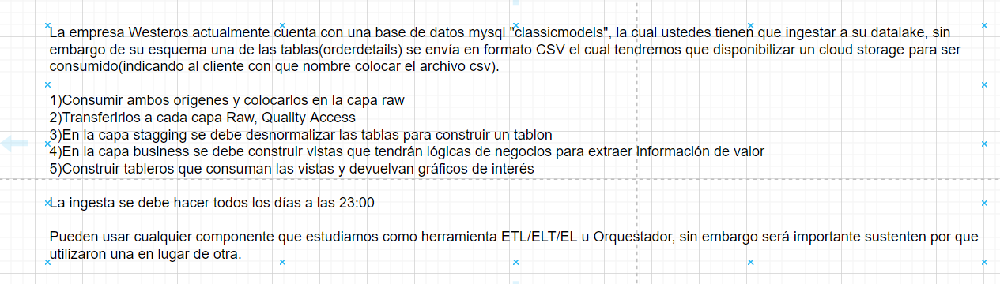 La empresa Westeros actualmente cuenta con una base de datos mysql "classicmodels", la cual ustedes tienen que ingestar a su datalake, sin
embargo de su esquema una de las tablas(orderdetails) se envía en formato CSV el cual tendremos que disponibilizar un cloud storage para ser
consumido(indicando al cliente con que nombre colocar el archivo csv).
1)Consumir ambos orígenes y colocarlos en la capa raw
2)Transferirlos a cada capa Raw, Quality Access
3)En la capa stagging se debe desnormalizar las tablas para construir un tablon
4)En la capa business se debe construir vistas que tendrán lógicas de negocios para extraer información de valor
5)Construir tableros que consuman las vistas y devuelvan gráficos de interés
La ingesta se debe hacer todos los días a las 23:00
Pueden usar cualquier componente que estudiamos como herramienta ETL/ELT/EL u Orquestador, sin embargo será importante sustenten por que
utilizaron una en lugar de otra.